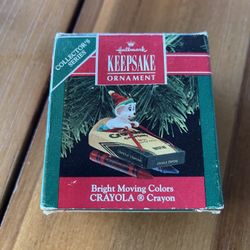 COLLECTOR'S
SERIES
Hallmark
KEEPSAKE
ORNAMENT
Bright Moving Colors
CRAYOLA ® Crayon